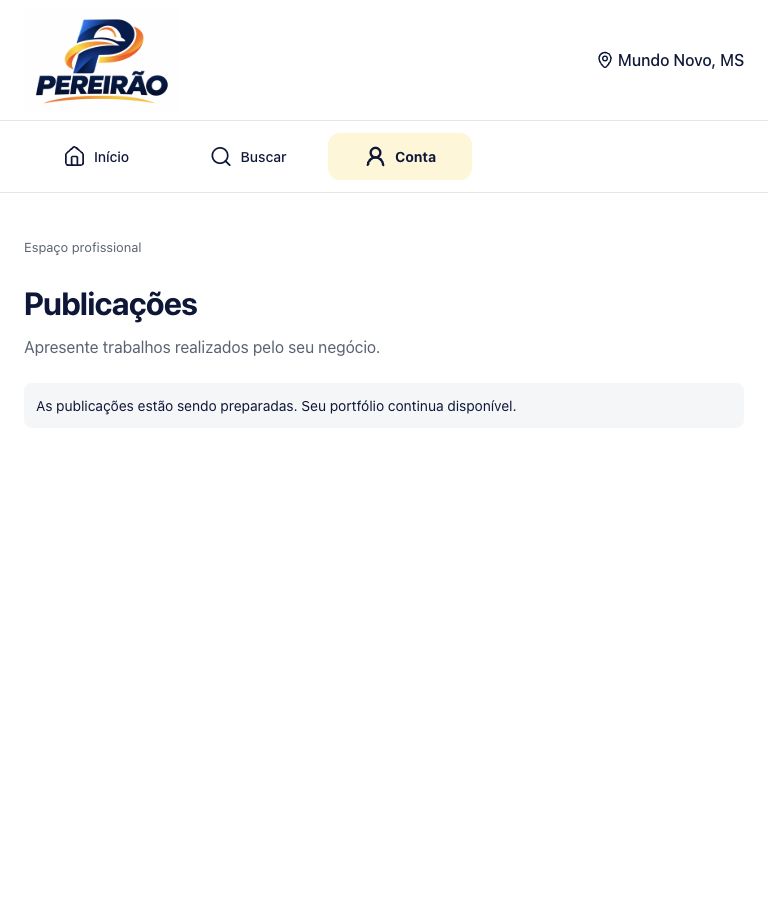 PEREIRÃO
Mundo Novo, MS
Início
Buscar
Conta
Espaço profissional
Publicações
Apresente trabalhos realizados pelo seu negócio.
As publicações estão sendo preparadas. Seu portfólio continua disponível.